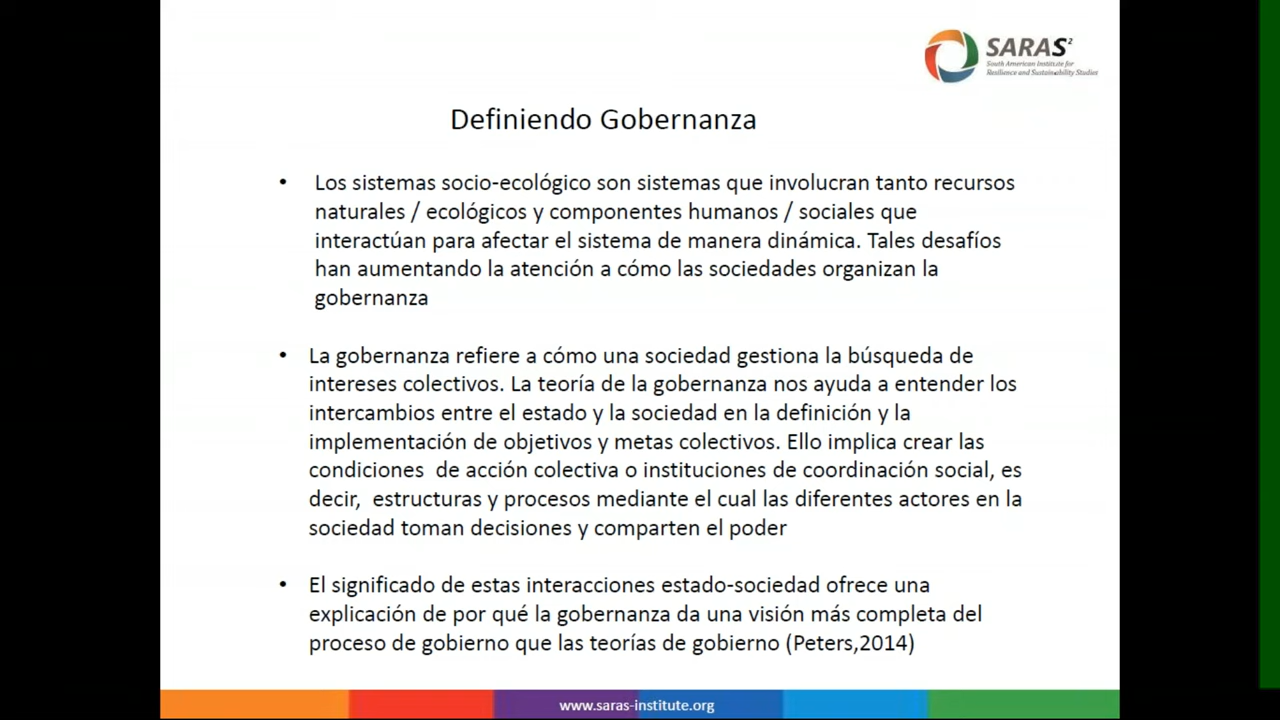 SARAS²
South American Institute for
Resilience and Sustainability Studies
Definiendo Gobernanza
• Los sistemas socio-ecológico son sistemas que involucran tanto recursos
naturales / ecológicos y componentes humanos / sociales que
interactúan para afectar el sistema de manera dinámica. Tales desafíos
han aumentando la atención a cómo las sociedades organizan la
gobernanza
• La gobernanza refiere a cómo una sociedad gestiona la búsqueda de
intereses colectivos. La teoría de la gobernanza nos ayuda a entender los
intercambios entre el estado y la sociedad en la definición y la
implementación de objetivos y metas colectivos. Ello implica crear las
condiciones de acción colectiva o instituciones de coordinación social, es
decir, estructuras y procesos mediante el cual las diferentes actores en la
sociedad toman decisiones y comparten el poder
• El significado de estas interacciones estado-sociedad ofrece una
explicación de por qué la gobernanza da una visión más completa del
proceso de gobierno que las teorías de gobierno (Peters,2014)
www.saras-institute.org